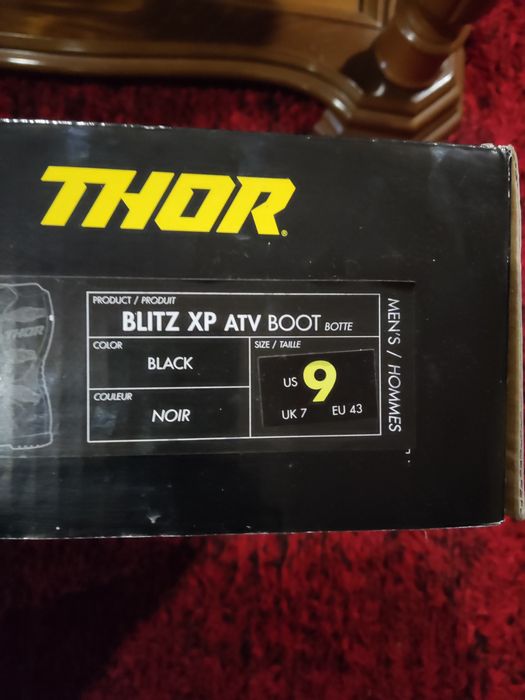 THOR®
THOR
PRODUCT / PRODUIT
BLITZ XP ATV BOOT BOTTE
COLOR
BLACK
COULEUR
NOIR
SIZE / TAILLE
US 9
UK 7 EU 43
MEN'S / HOMMES